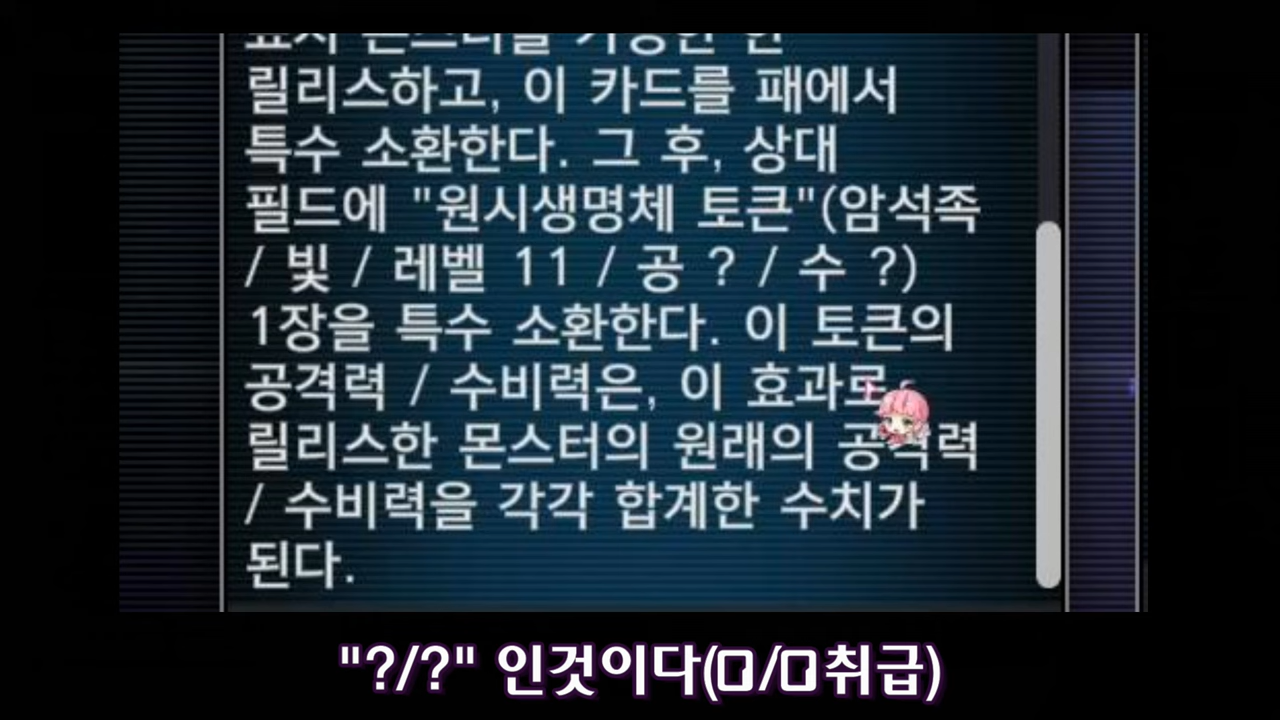 릴리스하고, 이 카드를 패에서
특수 소환한다. 그 후, 상대
필드에 "원시생명체 토큰"(암석족
/ 빛 / 레벨 11 / 공 ? / 수 ?)
1장을 특수 소환한다. 이 토큰의
공격력 / 수비력은, 이 효과로
릴리스한 몬스터의 원래의 공격력
/ 수비력을 각각 합계한 수치가
된다.
"?/?" 인것이다(▯/▯취급)